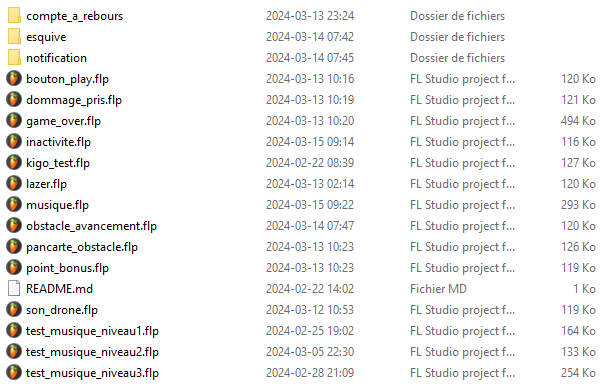 compte_a_rebours 2024-03-13 23:24 Dossier de fichiers
esquive 2024-03-14 07:42 Dossier de fichiers
notification 2024-03-14 07:45 Dossier de fichiers
bouton_play.flp 2024-03-13 10:16 FL Studio project f... 120 Ko
dommage_pris.flp 2024-03-13 10:19 FL Studio project f... 121 Ko
game_over.flp 2024-03-13 10:20 FL Studio project f... 494 Ko
inactivite.flp 2024-03-15 09:14 FL Studio project f... 116 Ko
kigo_test.flp 2024-02-22 08:39 FL Studio project f... 127 Ko
lazer.flp 2024-03-13 02:14 FL Studio project f... 120 Ko
musique.flp 2024-03-15 09:22 FL Studio project f... 293 Ko
obstacle_avancement.flp 2024-03-14 07:47 FL Studio project f... 120 Ko
pancarte_obstacle.flp 2024-03-13 10:23 FL Studio project f... 126 Ko
point_bonus.flp 2024-03-13 10:23 FL Studio project f... 119 Ko
README.md 2024-02-22 14:02 Fichier MD 1 Ko
son_drone.flp 2024-03-12 10:53 FL Studio project f... 119 Ko
test_musique_niveau1.flp 2024-02-25 19:02 FL Studio project f... 164 Ko
test_musique_niveau2.flp 2024-03-05 22:30 FL Studio project f... 133 Ko
test_musique_niveau3.flp 2024-02-28 21:09 FL Studio project f... 254 Ko